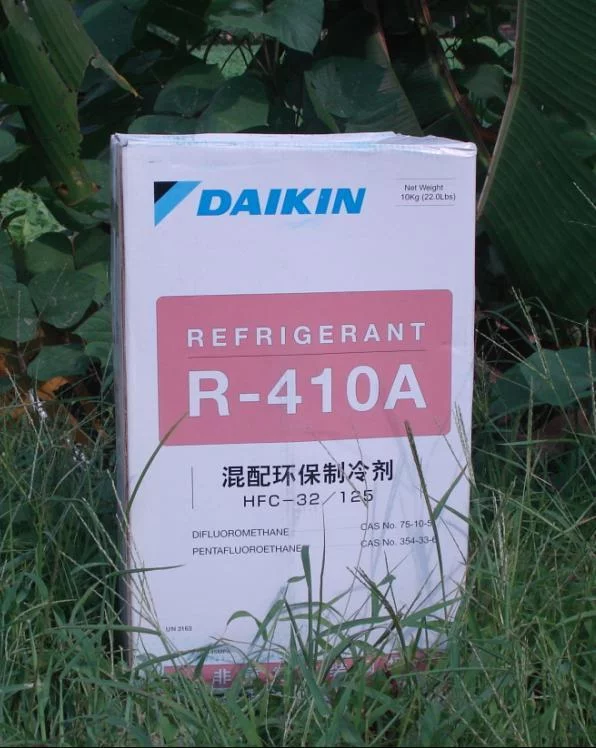 DAIKIN
Net Weight
10Kg (22.0Lbs)
REFRIGERANT
R-410A
混配环保制冷剂
HFC-32/125
DIFLUOROMETHANE CAS No. 75-10-5
PENTAFLUOROETHANE CAS No. 354-33-6
UN 3163
非